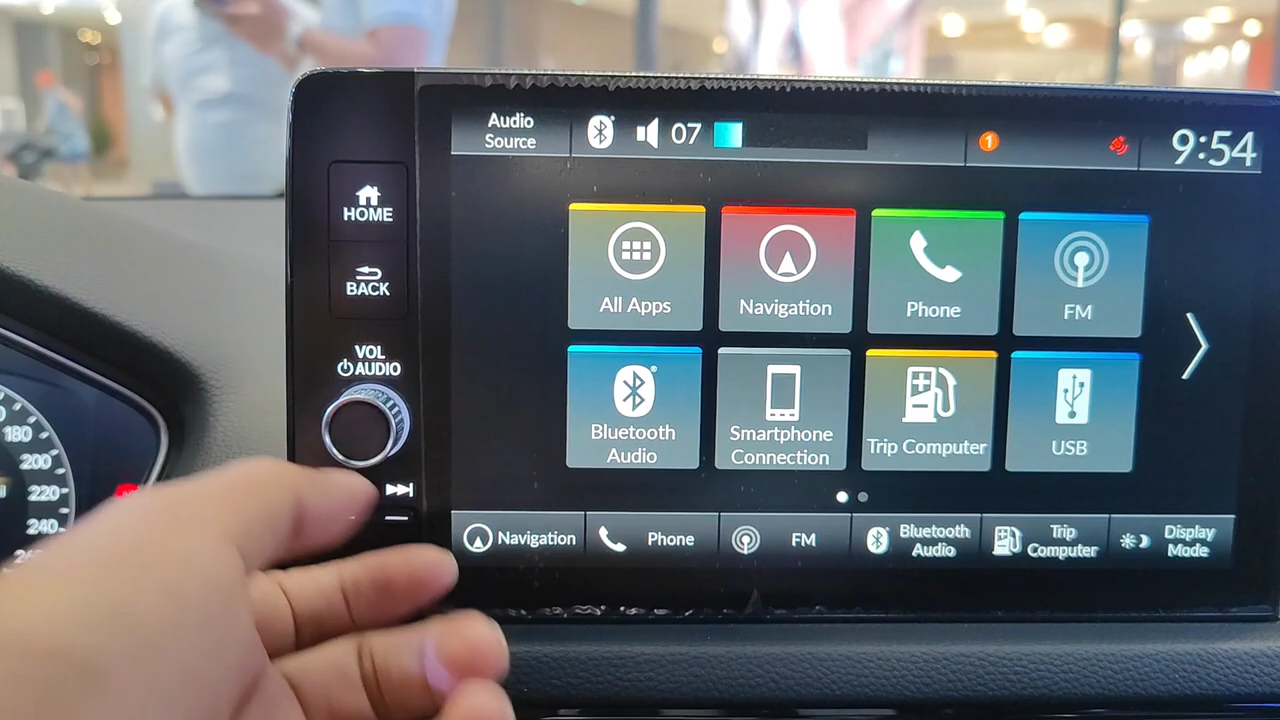 Audio
Source
07
1
9:54
HOME
BACK
VOL
AUDIO
All Apps
Navigation
Phone
FM
Bluetooth
Audio
Smartphone
Connection
Trip Computer
USB
Navigation
Phone
FM
Bluetooth
Audio
Trip
Computer
Display
Mode
180
200
220
240